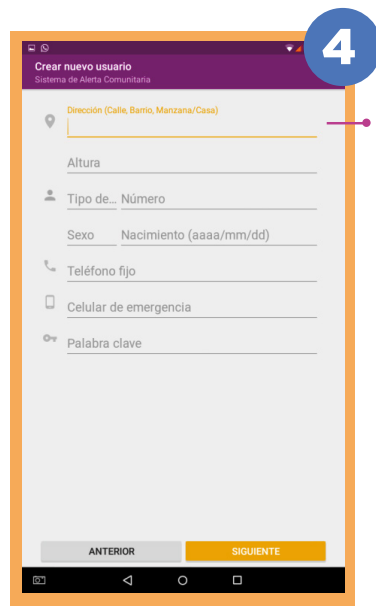 4
Crear nuevo usuario
Sistema de Alerta Comunitaria
Dirección (Calle, Barrio, Manzana/Casa)
Altura
Tipo de... Número
Sexo Nacimiento (aaaa/mm/dd)
Teléfono fijo
Celular de emergencia
Palabra clave
ANTERIOR SIGUIENTE